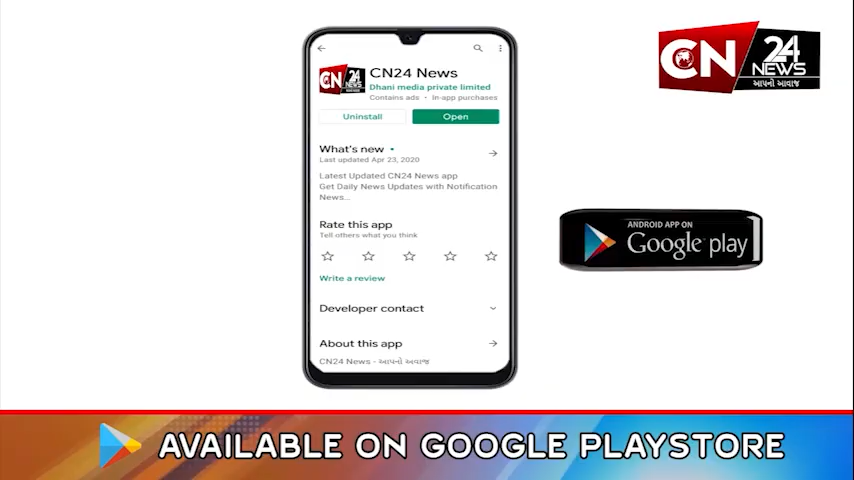 CN24 News
Dhani media private limited
Contains ads • In-app purchases
Uninstall
Open
What's new •
Last updated Apr 23, 2020
Latest Updated CN24 News app
Get Daily News Updates with Notification
News...
Rate this app
Tell others what you think
Write a review
Developer contact
About this app
CN24 News - આપનો અવાજ
CN 24
NEWS
આપનો અવાજ
ANDROID APP ON
Google play
AVAILABLE ON GOOGLE PLAYSTORE